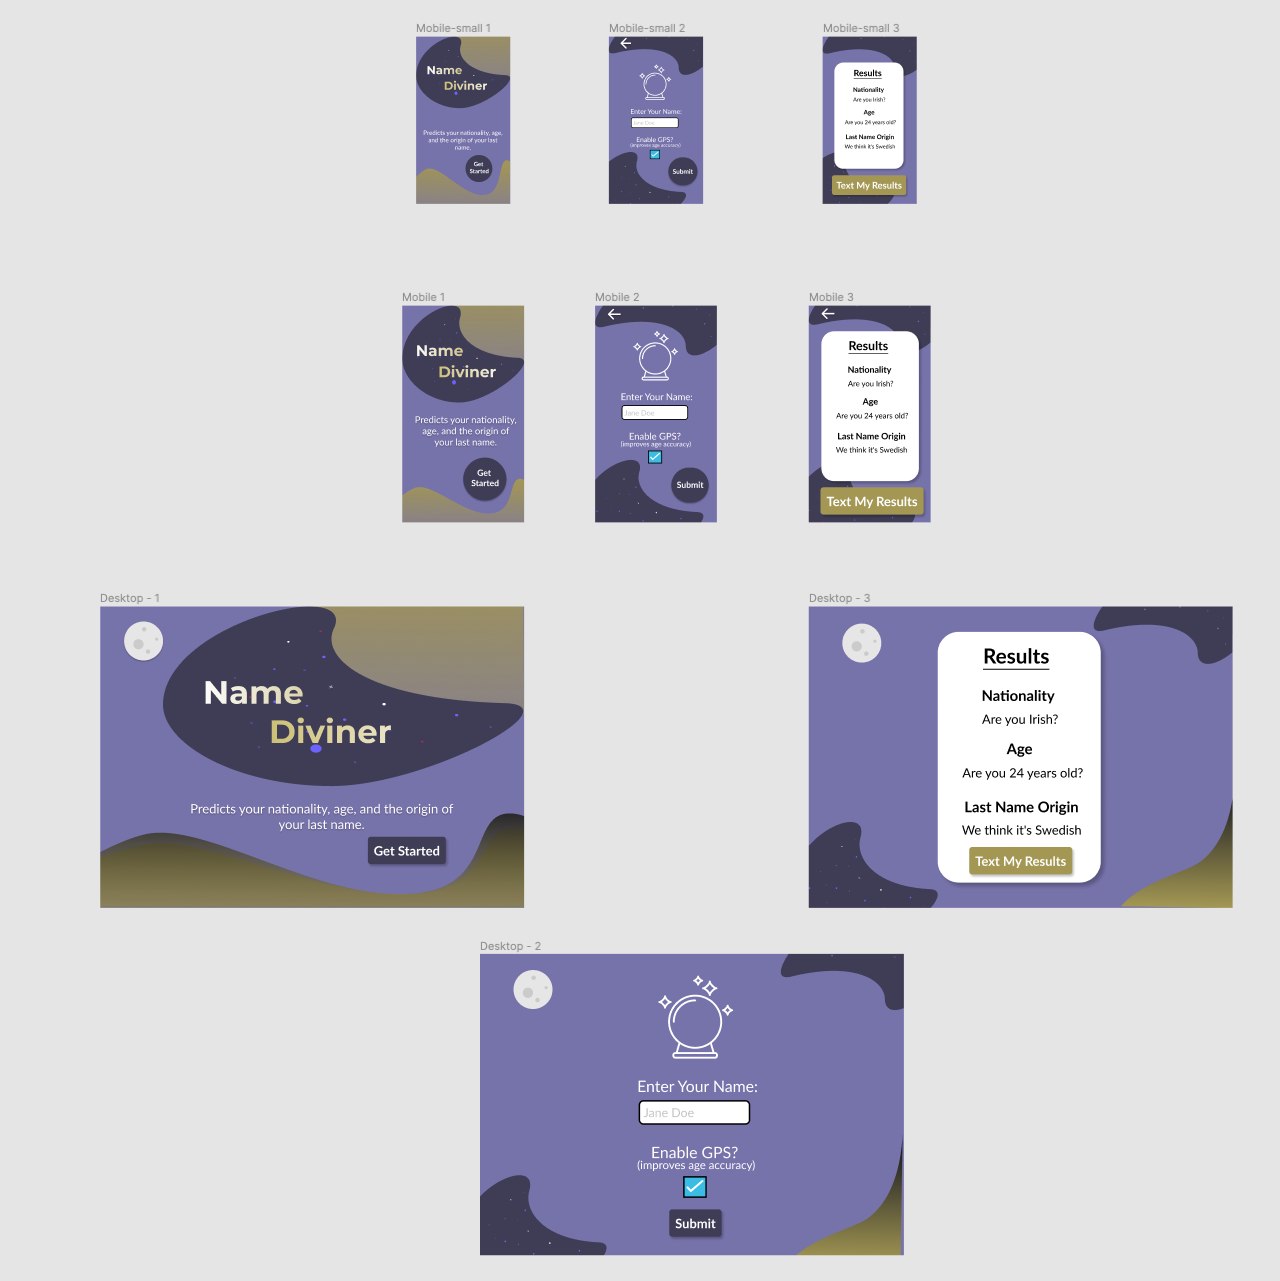 Mobile-small 1
Name
Diviner
Predicts your nationality, age,
and the origin of your last
name.
Get
Started
Mobile-small 2
Enter Your Name:
Jane Doe
Enable GPS?
(improves age accuracy)
Submit
Mobile-small 3
Results
Nationality
Are you Irish?
Age
Are you 24 years old?
Last Name Origin
We think it's Swedish
Text My Results
Mobile 1
Name
Diviner
Predicts your nationality,
age, and the origin of
your last name.
Get
Started
Mobile 2
Enter Your Name:
Jane Doe
Enable GPS?
(improves age accuracy)
Submit
Mobile 3
Results
Nationality
Are you Irish?
Age
Are you 24 years old?
Last Name Origin
We think it's Swedish
Text My Results
Desktop - 1
Name
Diviner
Predicts your nationality, age, and the origin of
your last name.
Get Started
Desktop - 3
Results
Nationality
Are you Irish?
Age
Are you 24 years old?
Last Name Origin
We think it's Swedish
Text My Results
Desktop - 2
Enter Your Name:
Jane Doe
Enable GPS?
(improves age accuracy)
Submit